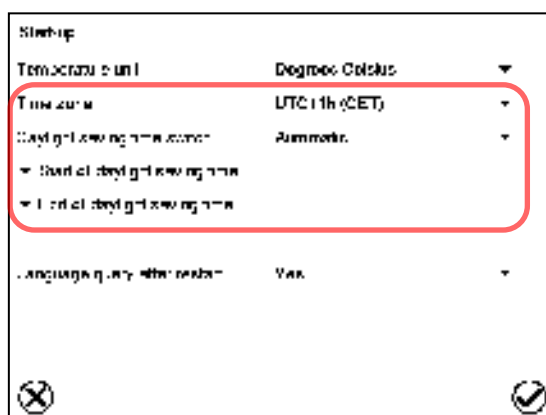 Start-up
Temperature unit Degrees Celsius
Time zone UTC+1h (CET)
Daylight saving time switch Automatic
Start of daylight saving time
End of daylight saving time
Language query after restart Yes